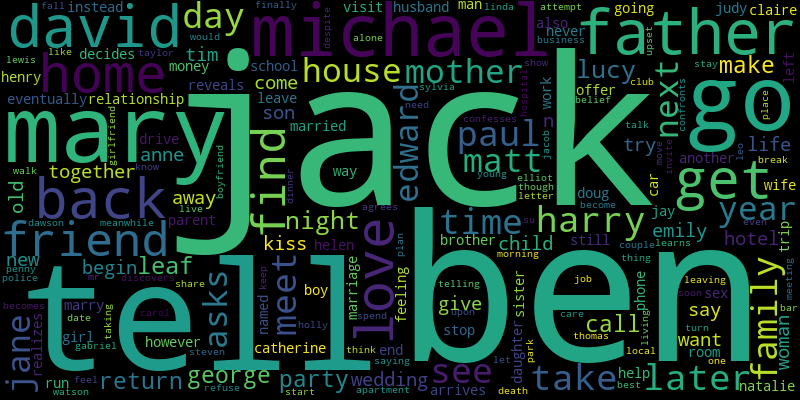 david
day
instead
michael
visit
husband
man
linda
father
judy
claire
fall
finally
attempt
decides
tim
despite
alone
also
never
business
going
upset
stay
make
lewis
like
taylor
would
home
henry
money
school
reveals
house
mother
lucy
offer
belief
show
club
left
eventually
relationship
come
leave
sylvia
need
work
next
confronts
place
mary
jack
go
girlfriend
drive
son
edward
hospital
confesses
paul
n
try
another
life
walk
know
anne
married
matt
jacob
talk
move
leo
break
old
together
away
live
boyfriend
find
way
dinner
young
elliot
though
letter
doug
become
car
invite
get
wife
back
parent
night
agrees
time
harry
jay
year
dawson
meanwhile
friend
kiss
helen
plan
brother
child
su
still
emily
hotel
trip
even
new
begin
leaf
love
feeling
morning
couple
learns
thing
penny
police
mr
share
asks
meet
boy
marriage
telling
sister
job
leaving
soon
sex
bar
family
meeting
woman
becomes
discovers
keep
named
give
phone
call
living
turn
say
marry
taking
carol
holly
spend
upon
stop
park
care
thomas
local
want
room
one
tell
ben
jane
realizes
date
girl
gabriel
however
steven
catherine
think
end
saying
daughter
let
run
feel
watson
return
refuse
george
start
party
apartment
wedding
arrives
see
death
take
help
best
later
natalie